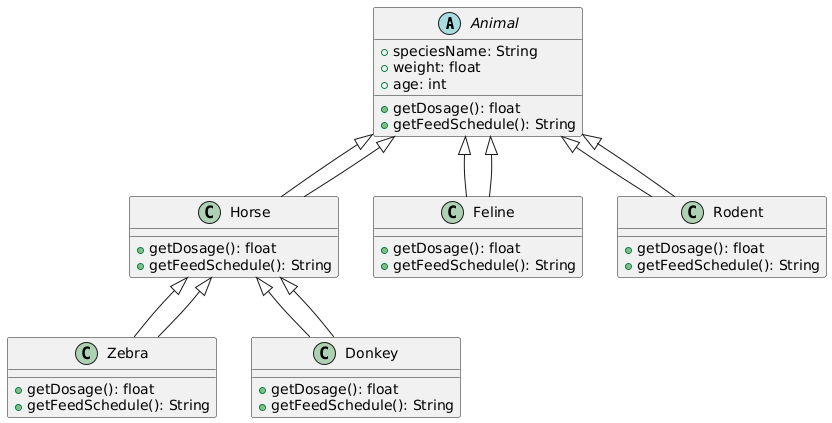 A Animal
+ speciesName: String
+ weight: float
+ age: int
getDosage(): float
getFeedSchedule(): String
C Horse
getDosage(): float
getFeedSchedule(): String
C Feline
getDosage(): float
getFeedSchedule(): String
C Rodent
getDosage(): float
getFeedSchedule(): String
C Zebra
getDosage(): float
getFeedSchedule(): String
C Donkey
getDosage(): float
getFeedSchedule(): String